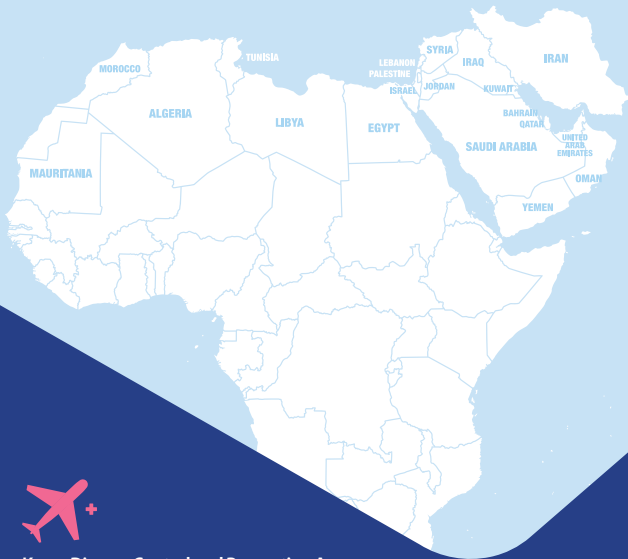 SYRIA
IRAN
TUNISIA
LEBANON
IRAQ
MOROCCO
PALESTINE
ISRAEL
JORDAN
KUWAIT
ALGERIA
LIBYA
EGYPT
BAHRAIN
QATAR
SAUDI ARABIA
UNITED
ARAB
EMIRATES
MAURITANIA
OMAN
YEMEN